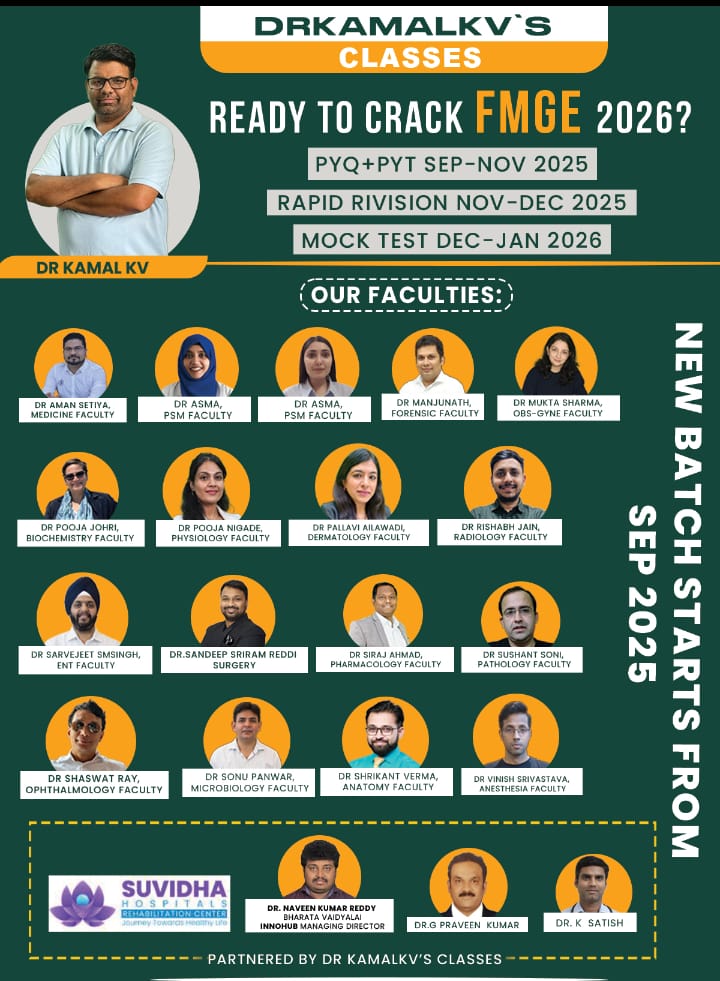 DRKAMALKV`S
CLASSES
READY TO CRACK FMGE 2026?
PYQ+PYT SEP-NOV 2025
RAPID RIVISION NOV-DEC 2025
MOCK TEST DEC-JAN 2026
DR KAMAL KV
OUR FACULTIES:
DR AMAN SETIYA,
MEDICINE FACULTY
DR ASMA,
PSM FACULTY
DR ASMA,
PSM FACULTY
DR MANJUNATH,
FORENSIC FACULTY
DR MUKTA SHARMA,
OBS-GYNE FACULTY
DR POOJA JOHRI,
BIOCHEMISTRY FACULTY
DR POOJA NIGADE,
PHYSIOLOGY FACULTY
DR PALLAVI AILAWADI,
DERMATOLOGY FACULTY
DR RISHABH JAIN,
RADIOLOGY FACULTY
DR SARVEJEET SMSINGH,
ENT FACULTY
DR.SANDEEP SRIRAM REDDI
SURGERY
DR SIRAJ AHMAD,
PHARMACOLOGY FACULTY
DR SUSHANT SONI,
PATHOLOGY FACULTY
DR SHASWAT RAY,
OPHTHALMOLOGY FACULTY
DR SONU PANWAR,
MICROBIOLOGY FACULTY
DR SHRIKANT VERMA,
ANATOMY FACULTY
DR VINISH SRIVASTAVA,
ANESTHESIA FACULTY
NEW BATCH STARTS FROM
SEP 2025
SUVIDHA
HOSPITALS
REHABILITATION CENTER
Journey Towards Healthy Life
DR. NAVEEN KUMAR REDDY
BHARATA VAIDYALAI
INNOHUB MANAGING DIRECTOR
DR.G PRAVEEN KUMAR
DR. K SATISH
PARTNERED BY DR KAMALKV'S CLASSES